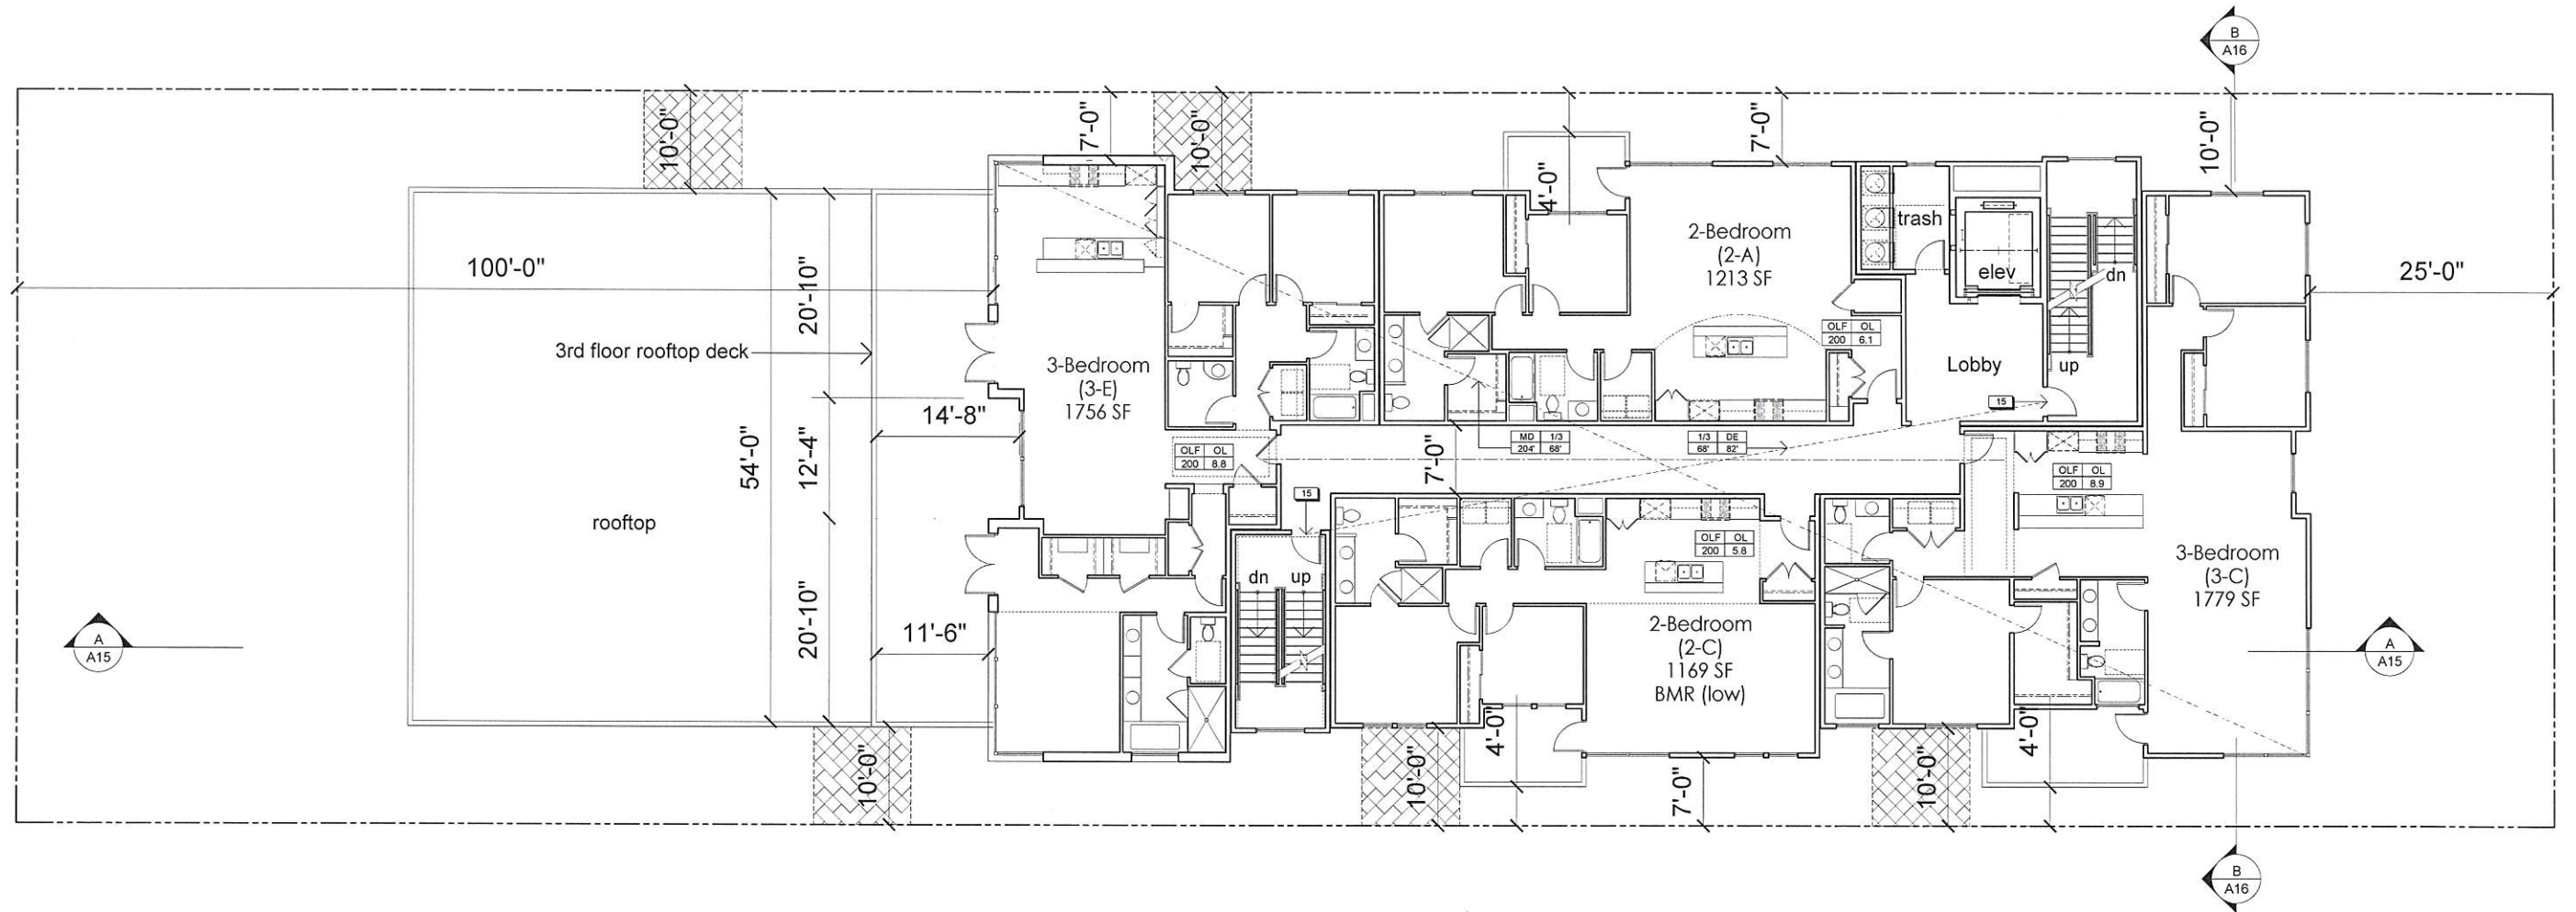 B
A16
10'-0"
7'-0"
10'-0"
4'-0"
7'-0"
10'-0"
100'-0"
20'-10"
2-Bedroom
(2-A)
1213 SF
trash
elev
dn
up
25'-0"
OLF OL
200 6.1
3rd floor rooftop deck
3-Bedroom
(3-E)
1756 SF
Lobby
15
14'-8"
54'-0"
12'-4"
OLF OL
200 8.8
7'-0"
MD 1/3
204' 68'
1/3 DE
68' 82'
OLF OL
200 8.9
15
rooftop
OLF OL
200 5.8
3-Bedroom
(3-C)
1779 SF
dn
up
20'-10"
11'-6"
2-Bedroom
(2-C)
1169 SF
BMR (low)
A
A15
A
A15
10'-0"
10'-0"
4'-0"
7'-0"
10'-0"
4'-0"
B
A16